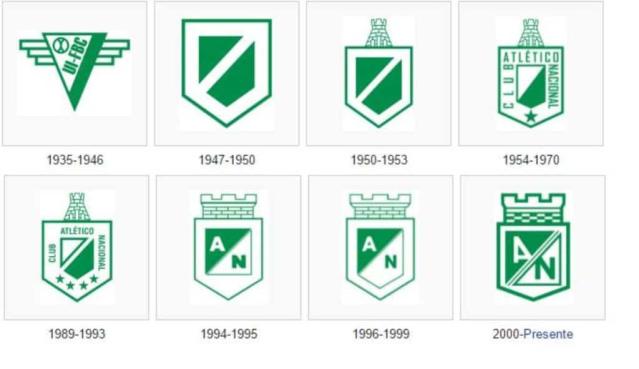 UI-FBC
1935-1946
1947-1950
1950-1953
ATLÉTICO
CLUB
NACIONAL
1954-1970
ATLÉTICO
CLUB
NACIONAL
1989-1993
A
N
1994-1995
A
N
1996-1999
A
N
2000-Presente